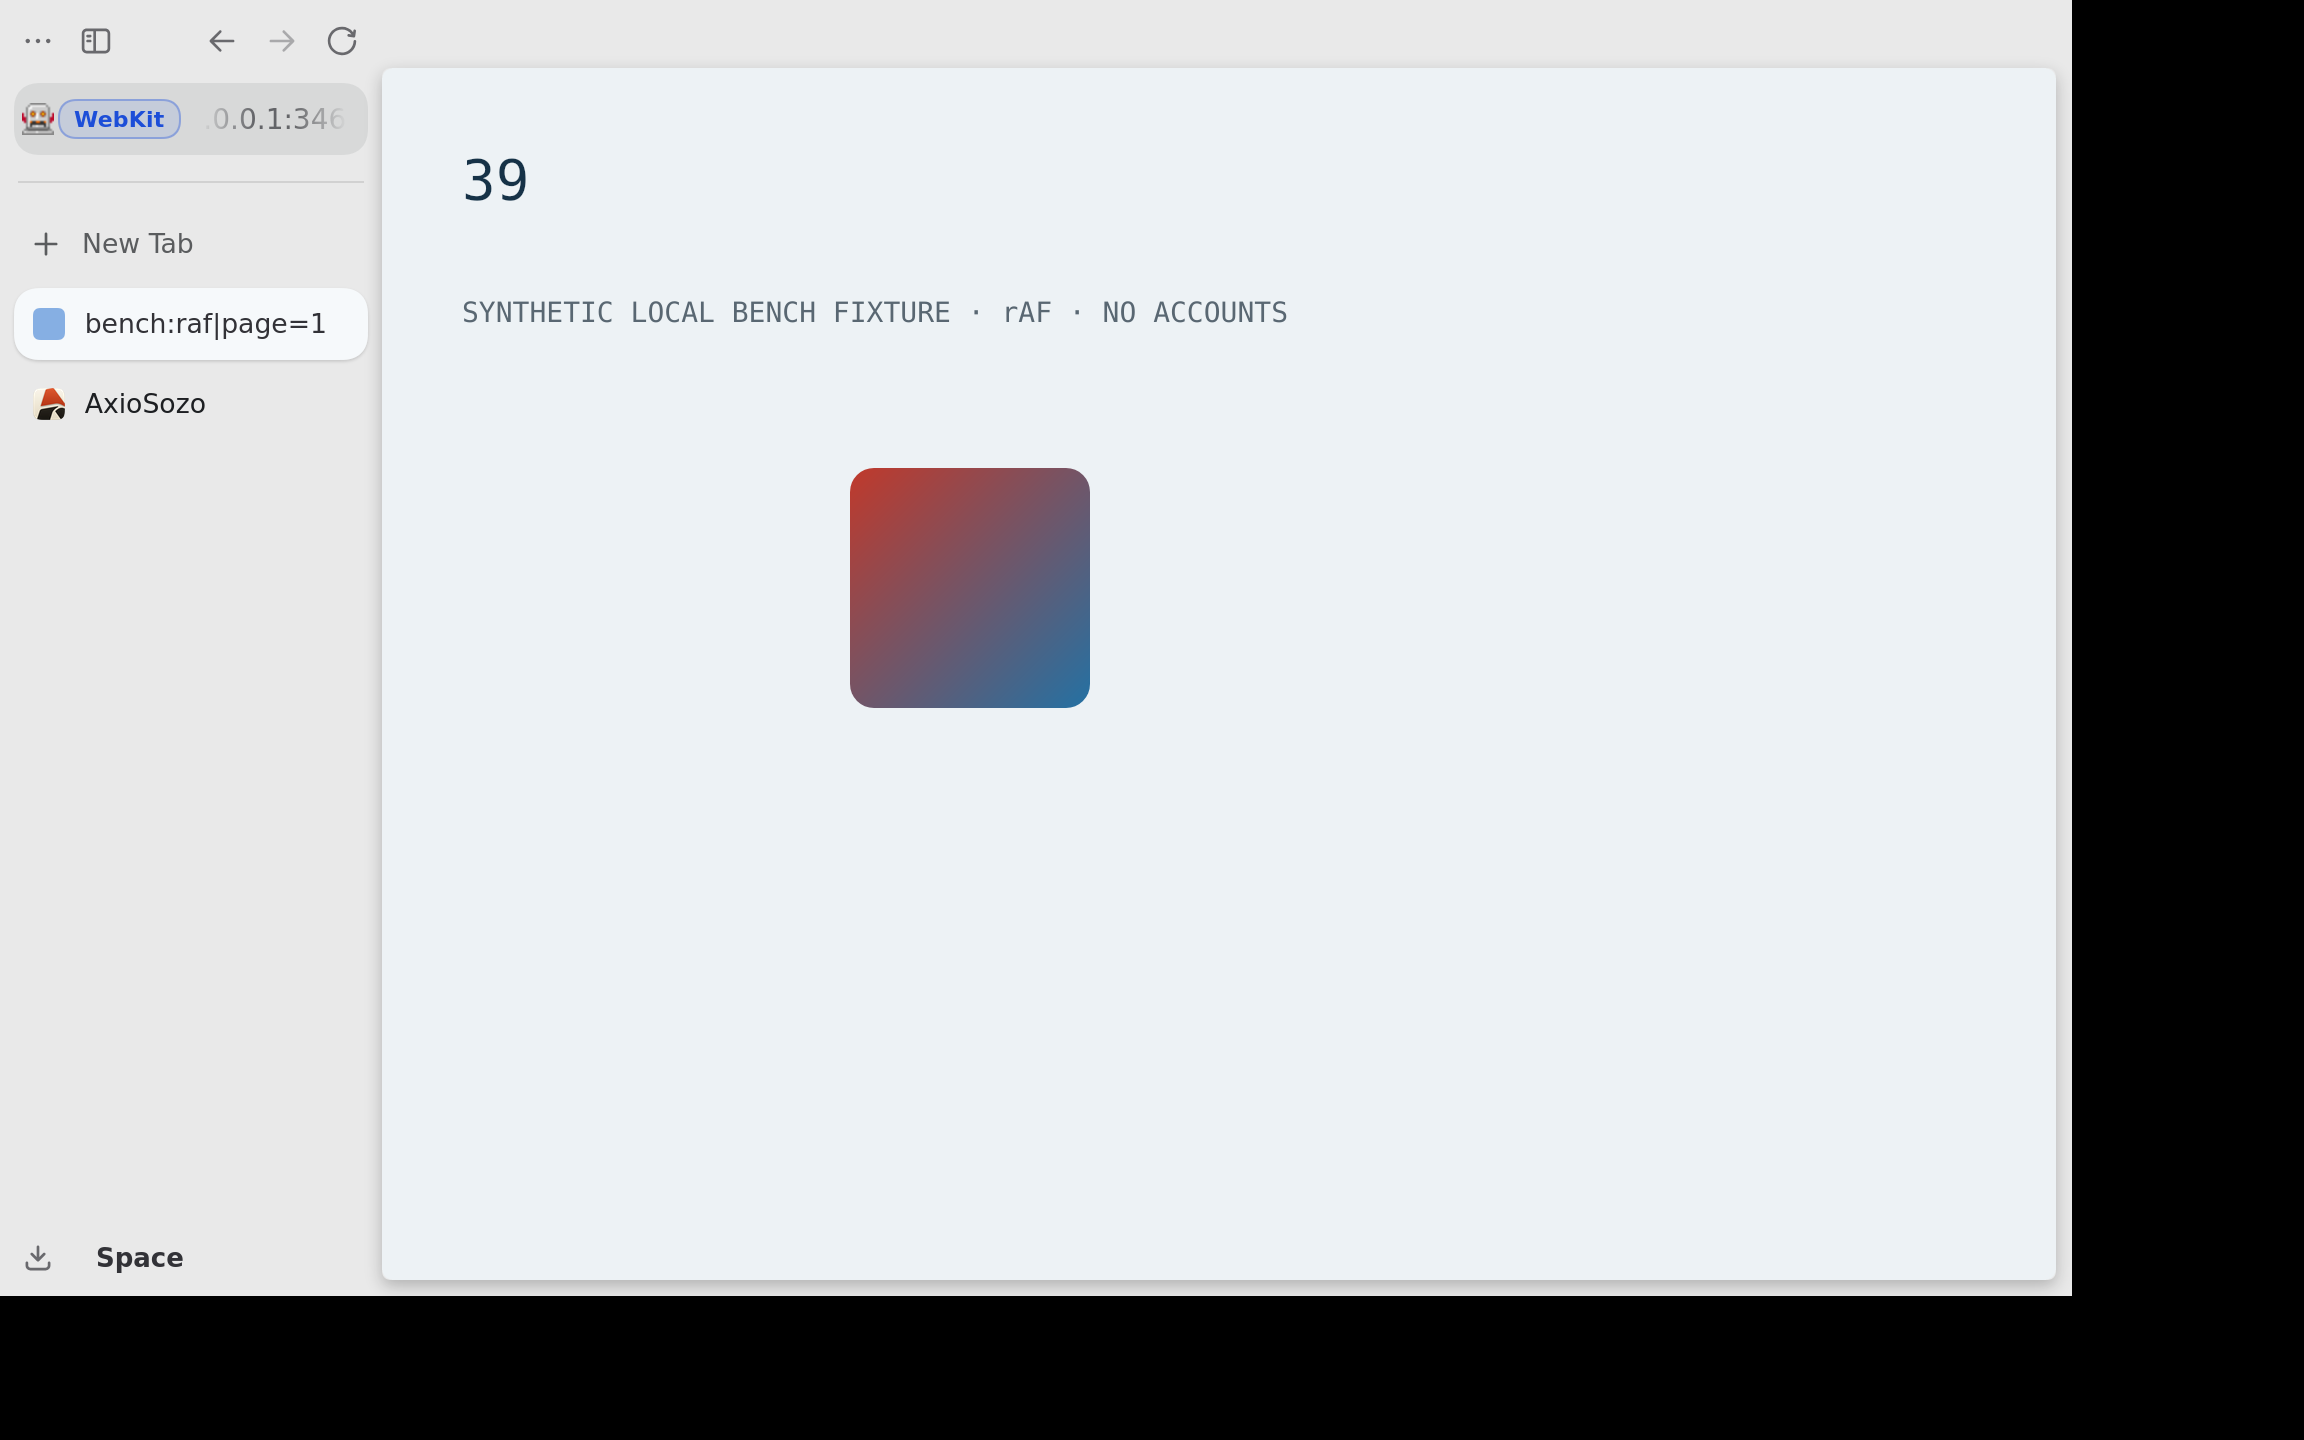 WebKit
.0.0.1:346
New Tab
bench:raf|page=1
AxioSozo
Space
39
SYNTHETIC LOCAL BENCH FIXTURE · rAF · NO ACCOUNTS